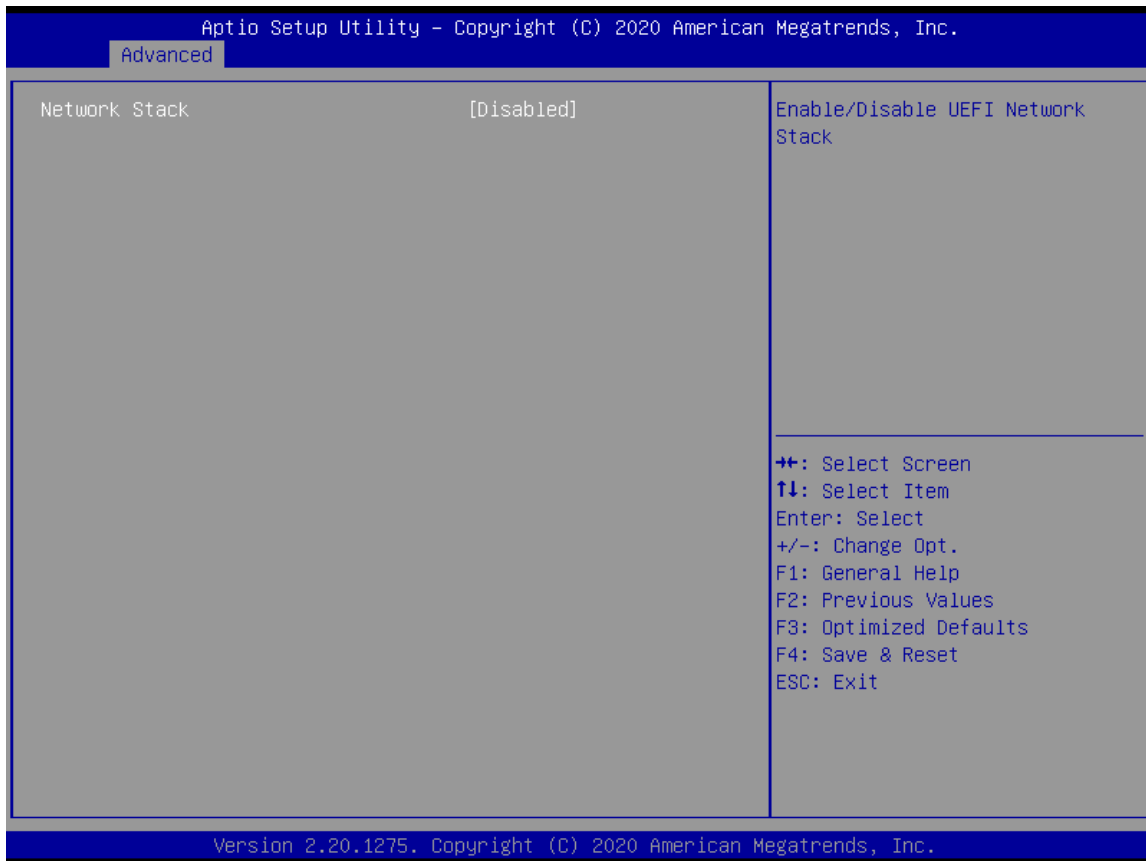 Aptio Setup Utility – Copyright (C) 2020 American Megatrends, Inc.
Advanced
Network Stack [Disabled]
Enable/Disable UEFI Network
Stack
→←: Select Screen
↑↓: Select Item
Enter: Select
+/-: Change Opt.
F1: General Help
F2: Previous Values
F3: Optimized Defaults
F4: Save & Reset
ESC: Exit
Version 2.20.1275. Copyright (C) 2020 American Megatrends, Inc.